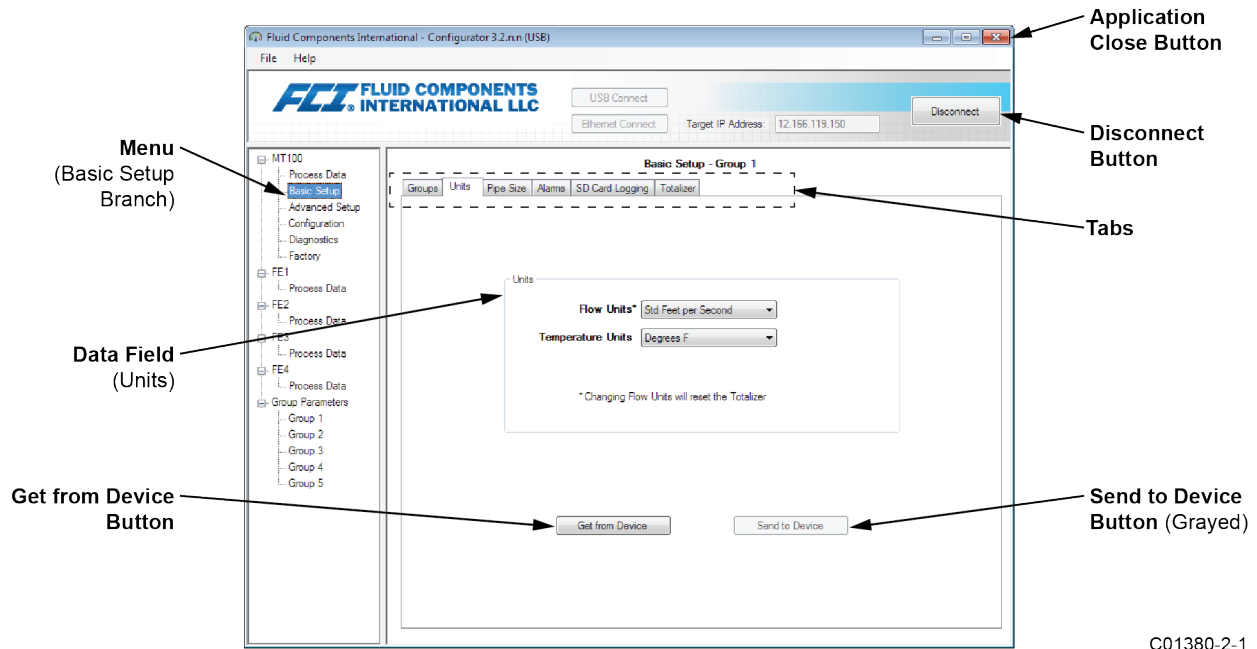 Application
Close Button
Fluid Components International - Configurator 3.2.n.n (USB)
File Help
FCI® FLUID COMPONENTS
INTERNATIONAL LLC
USB Connect
Ethernet Connect Target IP Address: 12.166.119.150
Disconnect
Disconnect
Button
Menu
(Basic Setup
Branch)
MT100
Process Data
Basic Setup
Advanced Setup
Configuration
Diagnostics
Factory
FE1
Process Data
FE2
Process Data
FE3
Process Data
FE4
Process Data
Group Parameters
Group 1
Group 2
Group 3
Group 4
Group 5
Basic Setup - Group 1
Groups Units Pipe Size Alarms SD Card Logging Totalizer
Tabs
Units
Flow Units* Std Feet per Second
Temperature Units Degrees F
*Changing Flow Units will reset the Totalizer
Data Field
(Units)
Get from Device
Button
Get from Device Send to Device
Send to Device
Button (Grayed)
C01380-2-1